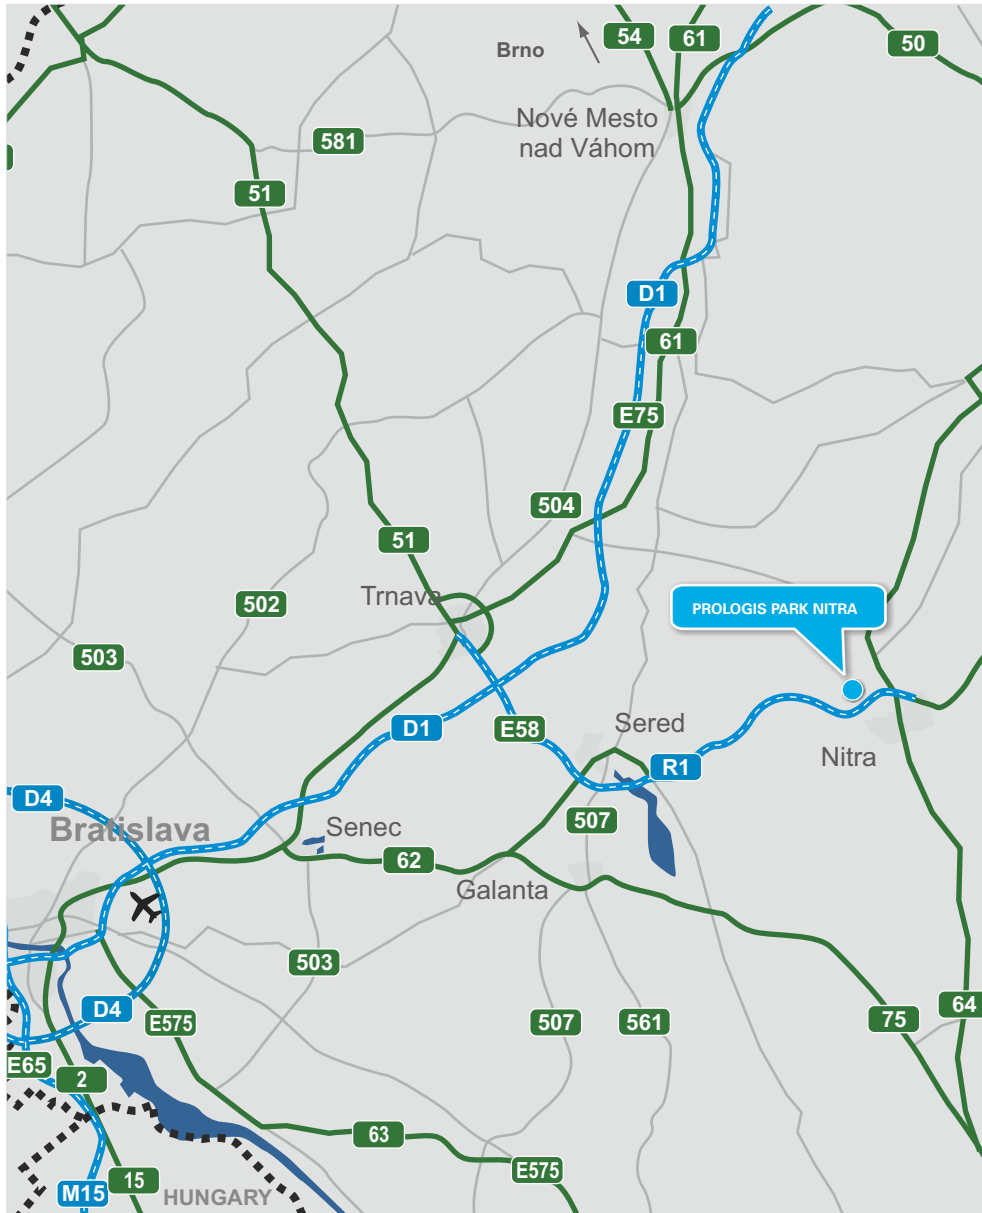 54
61
50
Brno
Nové Mesto
nad Váhom
581
51
D1
61
E75
504
51
Trnava
502
PROLOGIS PARK NITRA
503
Sered
D1
E58
Nitra
R1
D4
507
Bratislava
Senec
62
Galanta
503
D4
E575
507
561
75
64
E65
2
63
E575
15
M15
HUNGARY